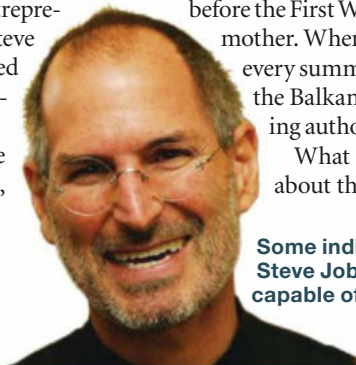 trepre-
teve
ed
-
e
,
before the First W
mother. Wher
every summ
the Balkan
ing autho
What
about th
Some indi
Steve Job
capable of